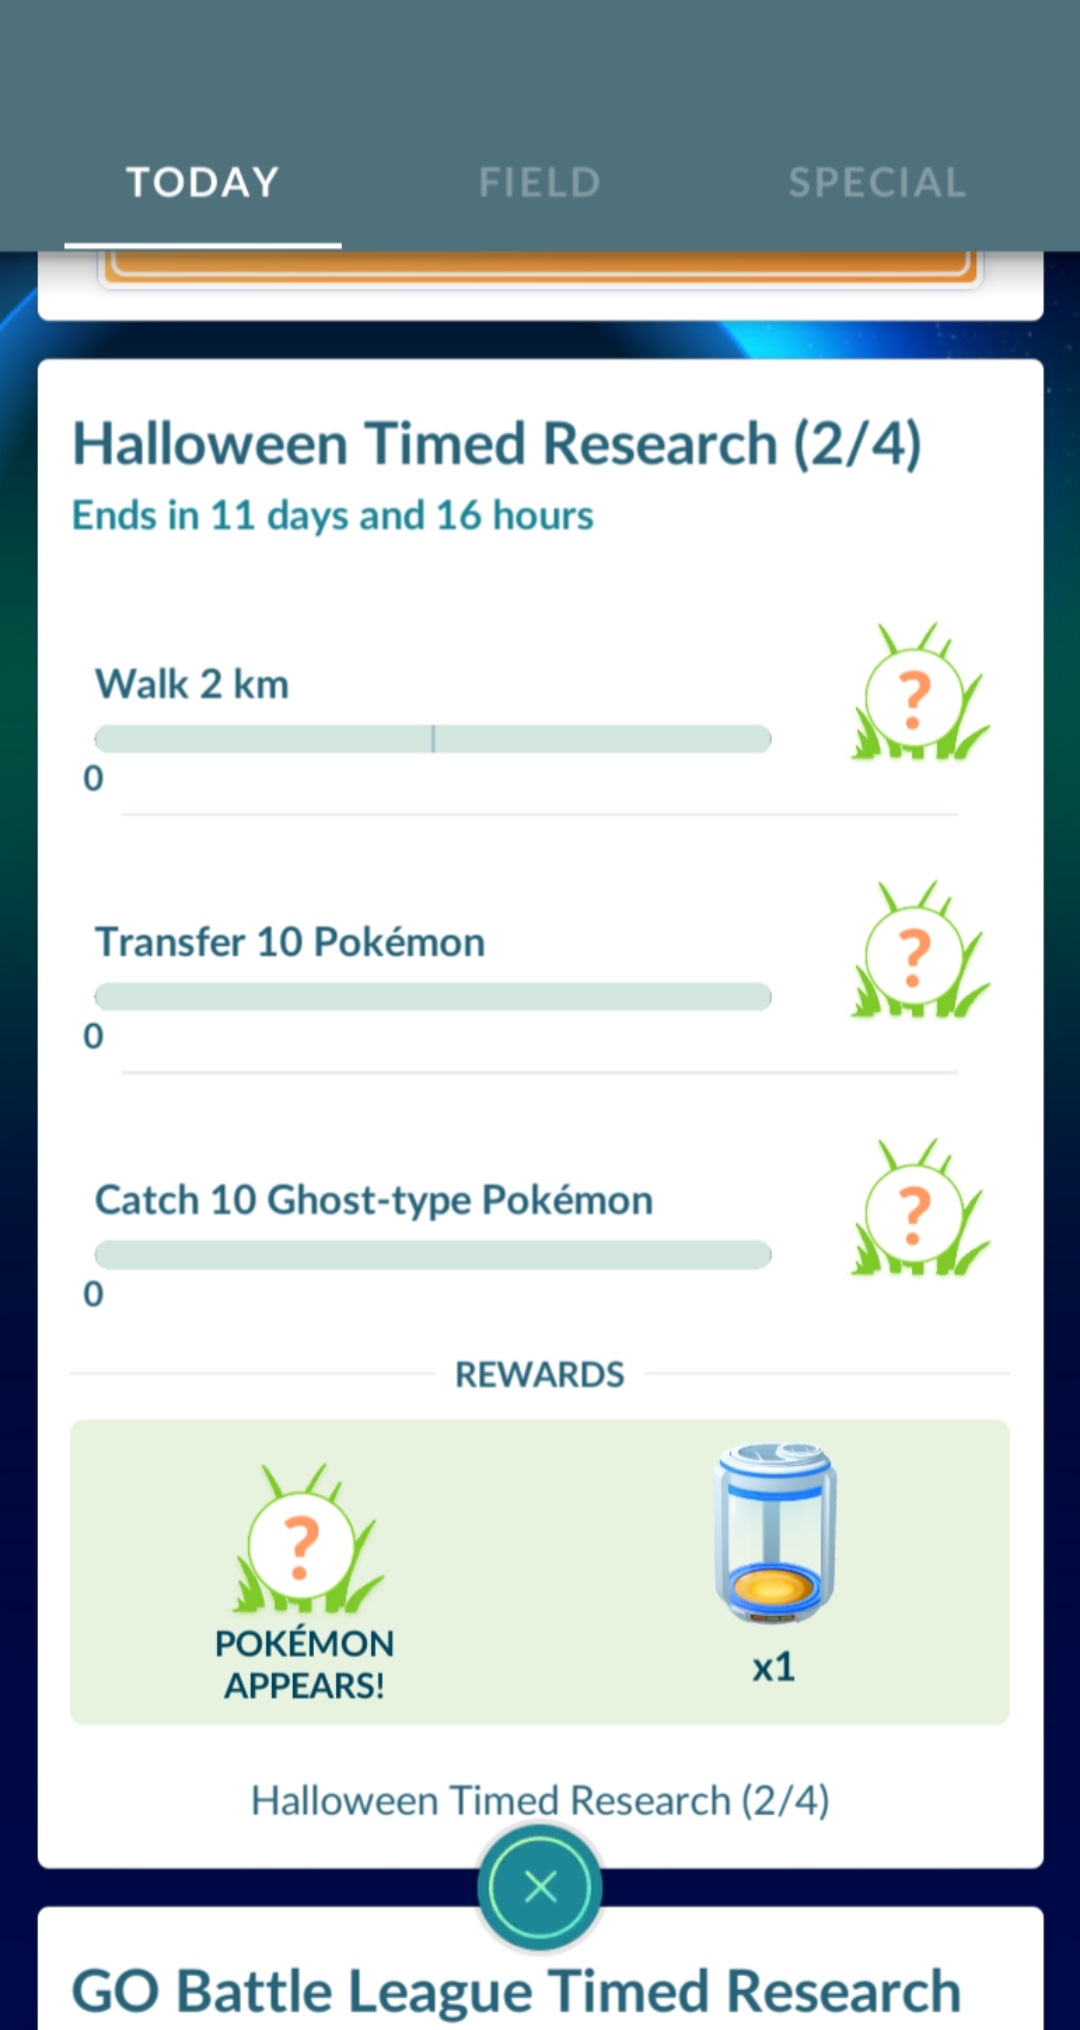 TODAY FIELD SPECIAL
Halloween Timed Research (2/4)
Ends in 11 days and 16 hours
Walk 2 km
?
0
Transfer 10 Pokémon
?
0
Catch 10 Ghost-type Pokémon
?
0
REWARDS
?
POKÉMON
APPEARS!
x1
Halloween Timed Research (2/4)
GO Battle League Timed Research